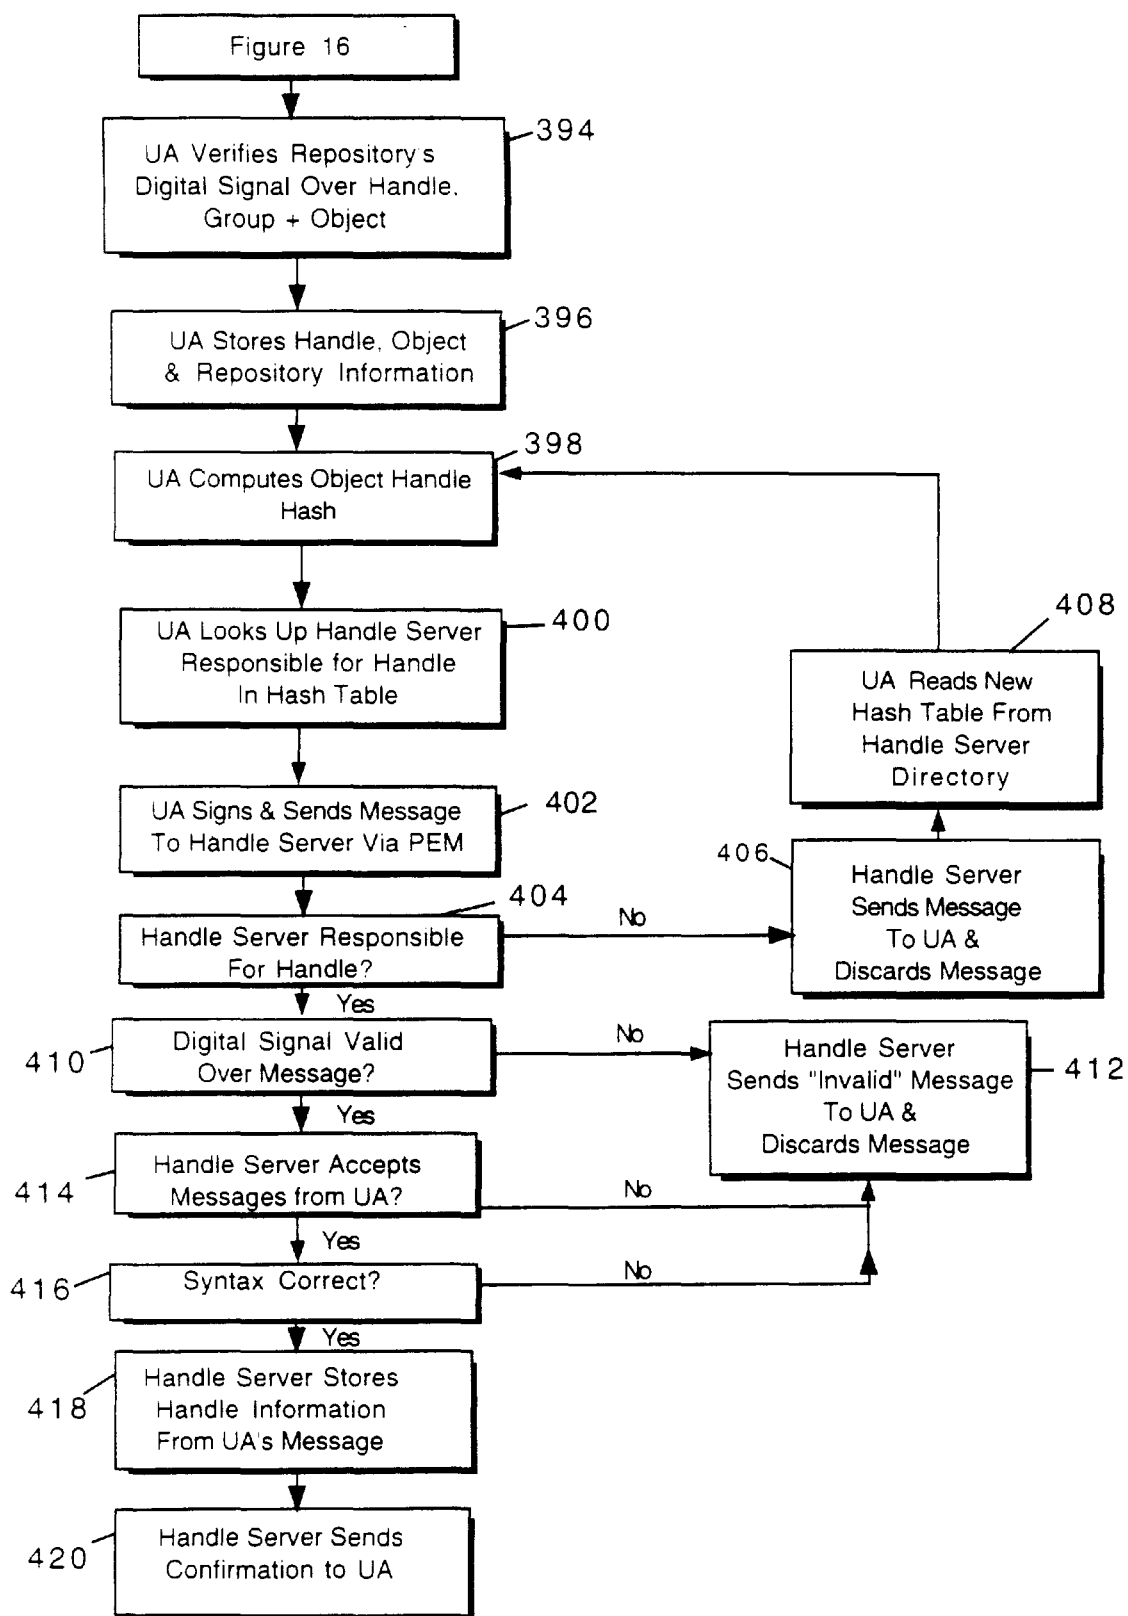 Figure 16
394
UA Verifies Repository's
Digital Signal Over Handle,
Group + Object
396
UA Stores Handle, Object
& Repository Information
398
UA Computes Object Handle
Hash
400
UA Looks Up Handle Server
Responsible for Handle
In Hash Table
408
UA Reads New
Hash Table From
Handle Server
Directory
402
UA Signs & Sends Message
To Handle Server Via PEM
406
Handle Server
Sends Message
To UA &
Discards Message
404
Handle Server Responsible
For Handle?
No
Yes
410
Digital Signal Valid
Over Message?
No
Handle Server
Sends "Invalid" Message
To UA &
Discards Message
412
Yes
414
Handle Server Accepts
Messages from UA?
No
Yes
416
Syntax Correct?
No
Yes
418
Handle Server Stores
Handle Information
From UA's Message
420
Handle Server Sends
Confirmation to UA